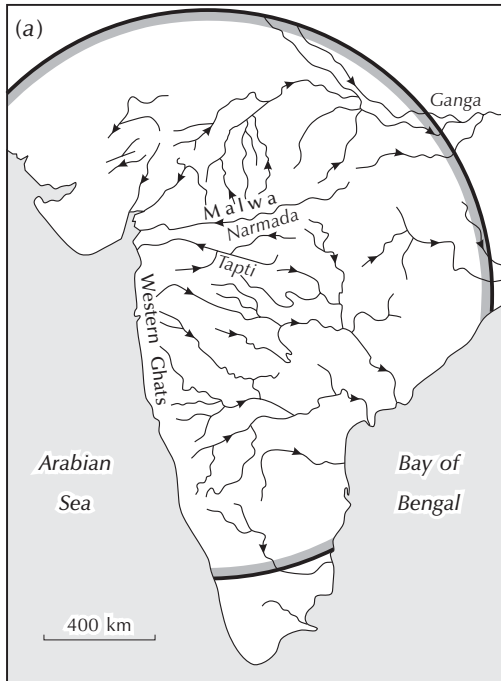 (a)
Ganga
Malwa
Narmada
Tapti
Western Ghats
Arabian
Sea
Bay of
Bengal
400 km